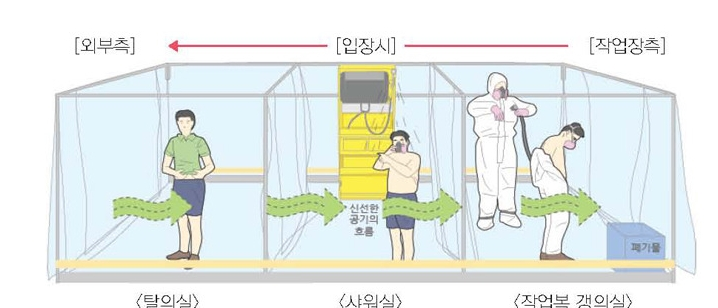 [외부측] [입장시] [작업장측]
신선한
공기의
흐름
폐기물
<탈의실> <샤워실> <작업복 갱의실>